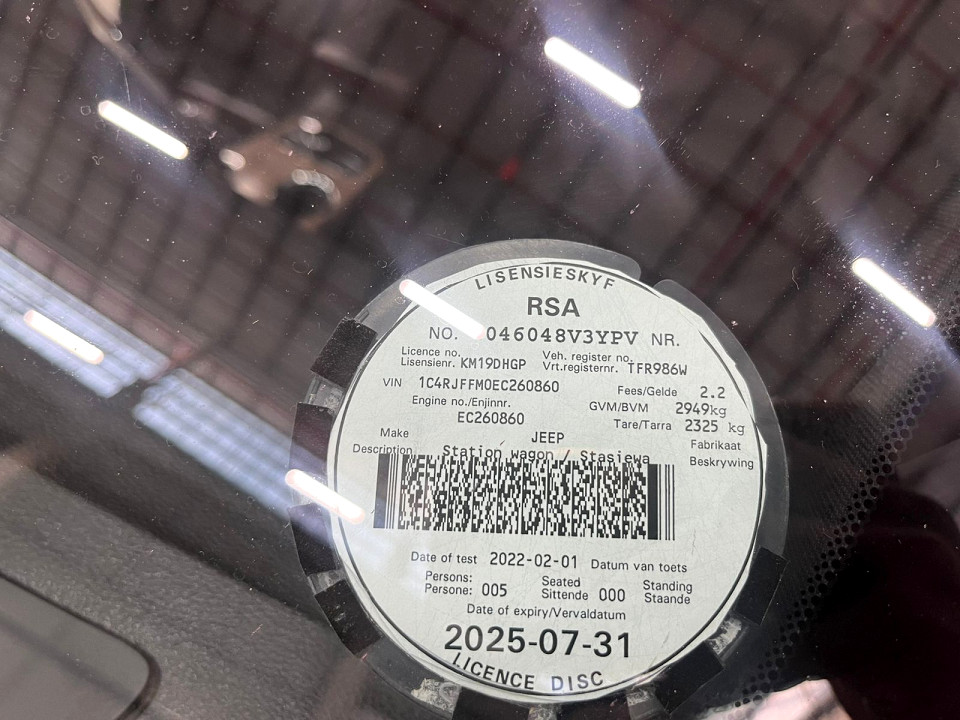 LISENSIESKYF
RSA
NO. 046048V3YPV NR.
Licence no. Veh. register no.
Lisensienr. KM19DHGP Vrt.registernr. TFR986W
VIN 1C4RJFFM0EC260860 Fees/Gelde 2.2
Engine no./Enjinnr. GVM/BVM 2949kg
EC260860 Tare/Tarra 2325 kg
Make JEEP Fabrikaat
Description Station wagon / Stasiewa Beskrywing
Date of test 2022-02-01 Datum van toets
Persons: Seated Standing
Persone: 005 Sittende 000 Staande
Date of expiry/Vervaldatum
2025-07-31
LICENCE DISC